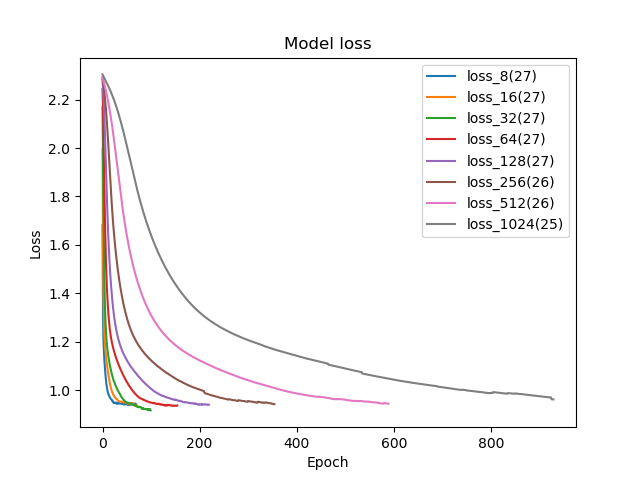 Model loss
Loss
2.2
2.0
1.8
1.6
1.4
1.2
1.0
loss_8(27)
loss_16(27)
loss_32(27)
loss_64(27)
loss_128(27)
loss_256(26)
loss_512(26)
loss_1024(25)
0 200 400 600 800
Epoch